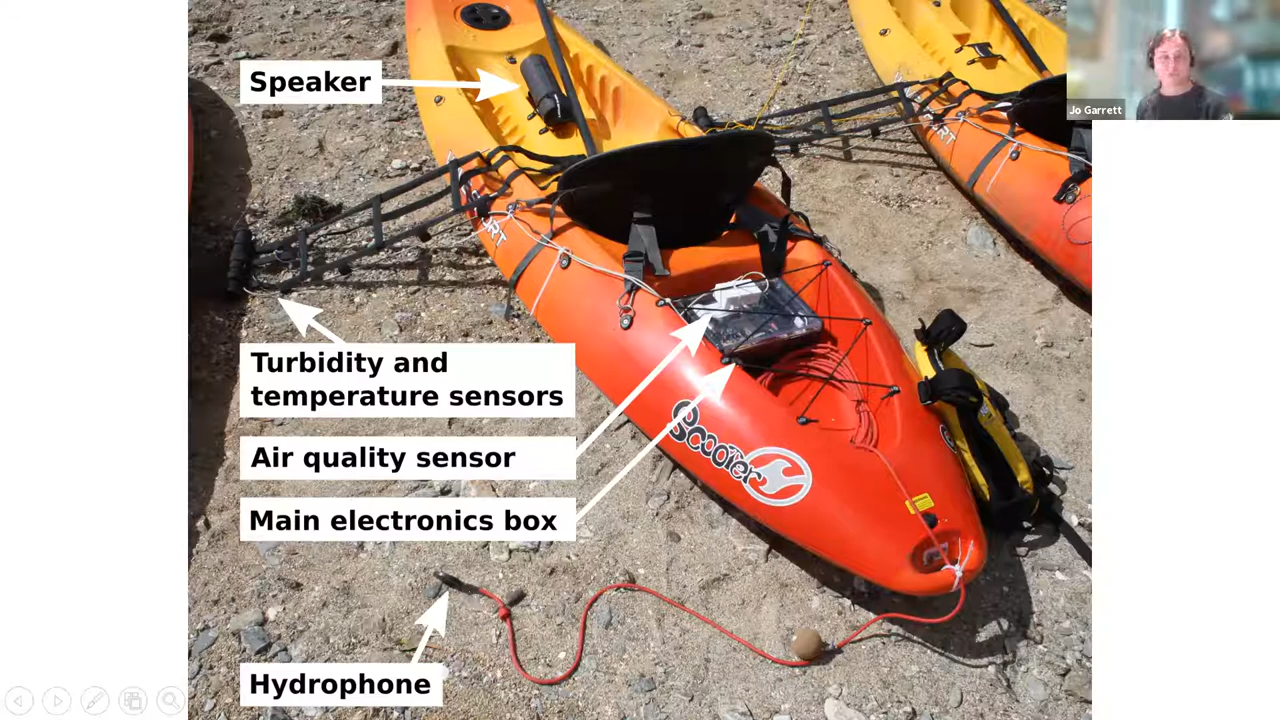 Speaker
Jo Garrett
Turbidity and
temperature sensors
Air quality sensor
Main electronics box
Scooter
Hydrophone